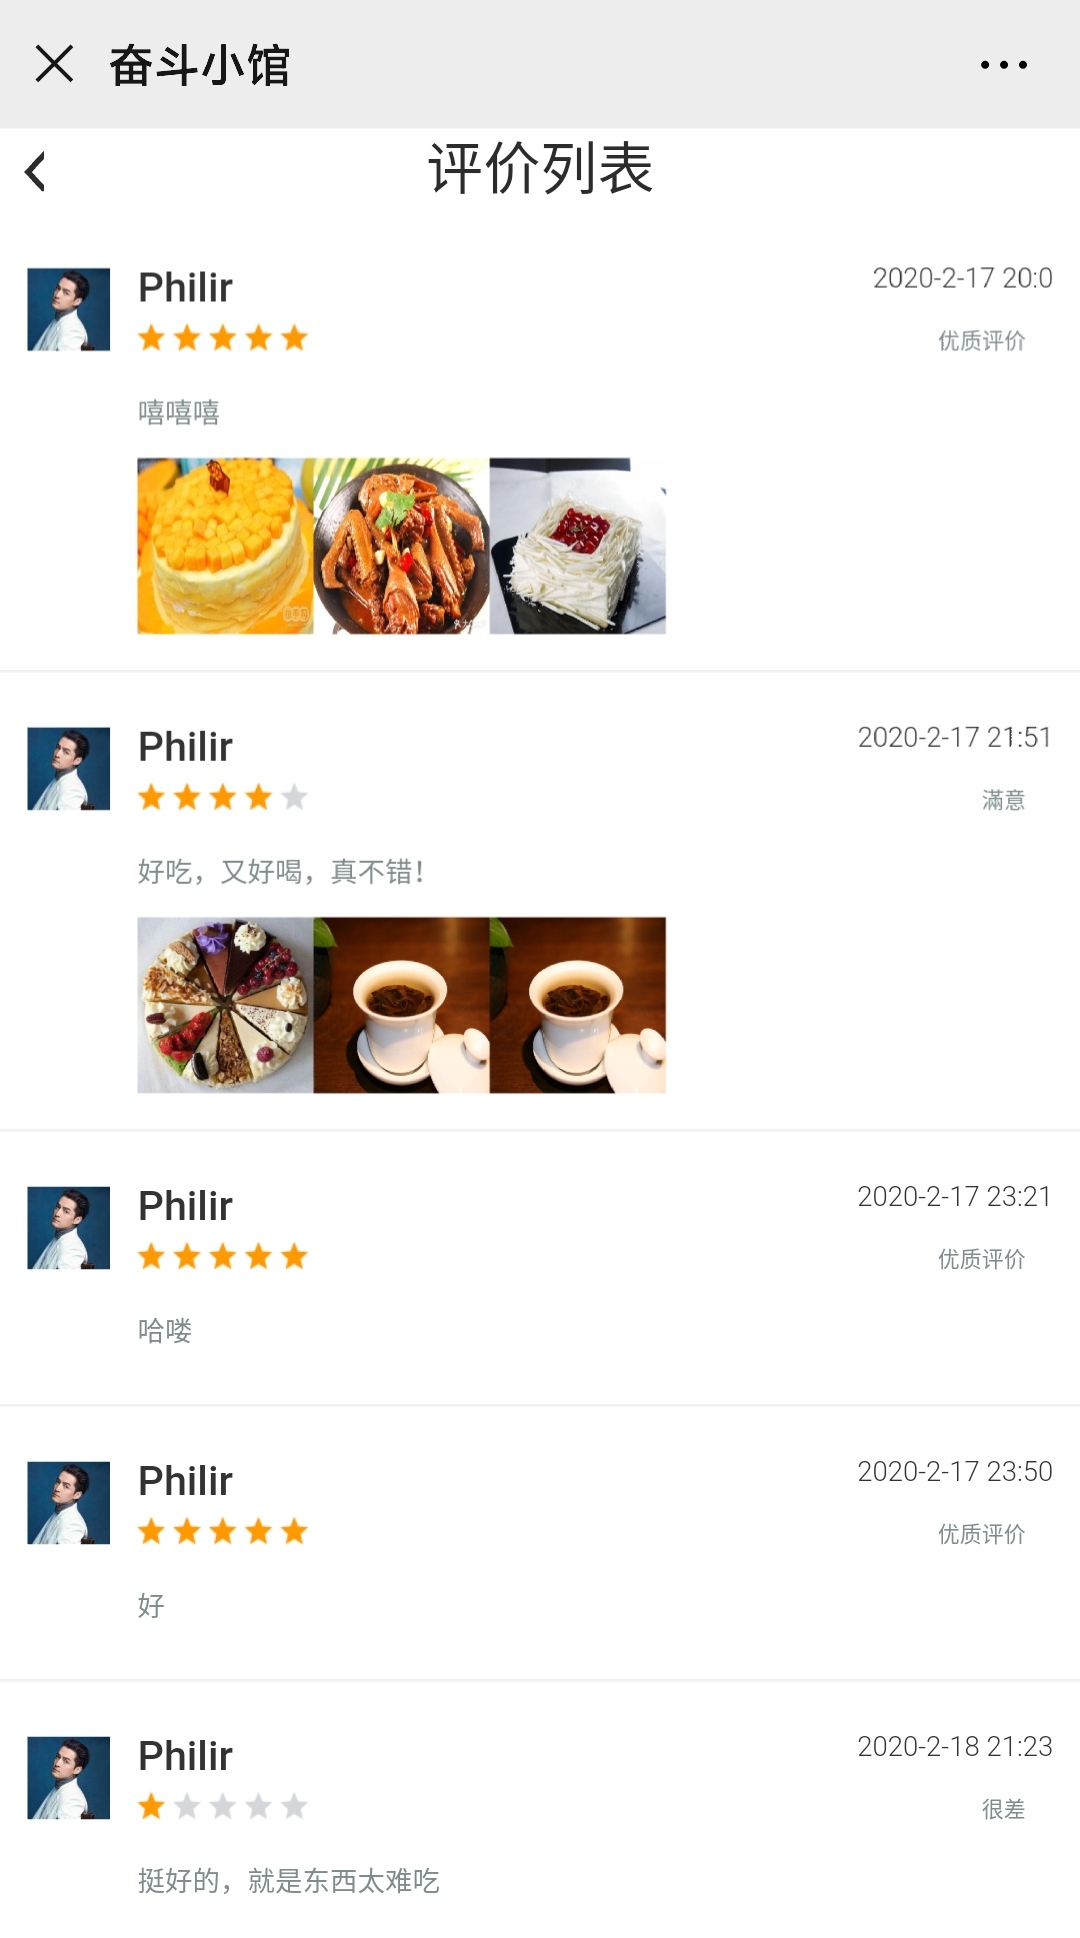 奋斗小馆
评价列表
Philir
2020-2-17 20:0
优质评价
嘻嘻嘻
Philir
2020-2-17 21:51
滿意
好吃，又好喝，真不错！
Philir
2020-2-17 23:21
优质评价
哈喽
Philir
2020-2-17 23:50
优质评价
好
Philir
2020-2-18 21:23
很差
挺好的，就是东西太难吃